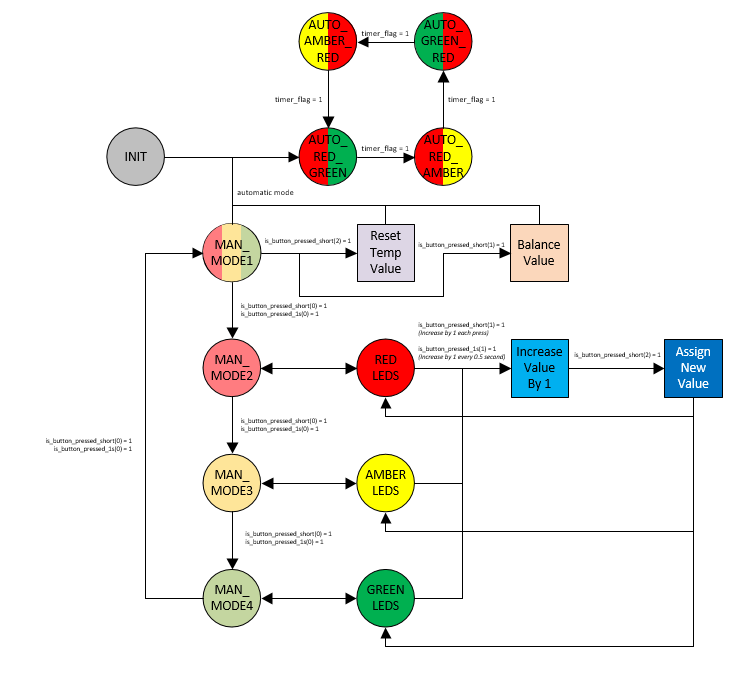 AUTO_
AMBER_
RED
timer_flag = 1
AUTO_
GREEN_
RED
timer_flag = 1
timer_flag = 1
INIT
AUTO_
RED_
GREEN
timer_flag = 1
AUTO_
RED_
AMBER
automatic mode
MAN_
MODE1
is_button_pressed_short(2) = 1
Reset
Temp
Value
is_button_pressed_short(1) = 1
Balance
Value
is_button_pressed_short(0) = 1
is_button_pressed_1s(0) = 1
is_button_pressed_short(1) = 1
(Increase by 1 each press)
is_button_pressed_1s(1) = 1
(Increase by 1 every 0.5 second)
MAN_
MODE2
RED
LEDS
Increase
Value
By 1
is_button_pressed_short(2) = 1
Assign
New
Value
is_button_pressed_short(0) = 1
is_button_pressed_1s(0) = 1
is_button_pressed_short(0) = 1
is_button_pressed_1s(0) = 1
MAN_
MODE3
AMBER
LEDS
is_button_pressed_short(0) = 1
is_button_pressed_1s(0) = 1
MAN_
MODE4
GREEN
LEDS